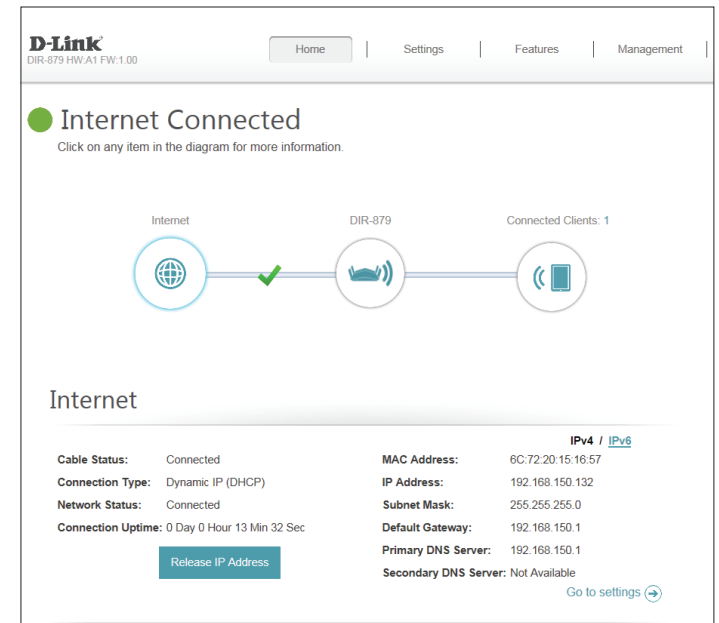 D-Link
DIR-879 HW:A1 FW:1.00
Home
Settings
Features
Management
Internet Connected
Click on any item in the diagram for more information.
Internet
DIR-879
Connected Clients: 1
Internet
IPv4 / IPv6
Cable Status: Connected
Connection Type: Dynamic IP (DHCP)
Network Status: Connected
Connection Uptime: 0 Day 0 Hour 13 Min 32 Sec
Release IP Address
MAC Address: 6C:72:20:15:16:57
IP Address: 192.168.150.132
Subnet Mask: 255.255.255.0
Default Gateway: 192.168.150.1
Primary DNS Server: 192.168.150.1
Secondary DNS Server: Not Available
Go to settings